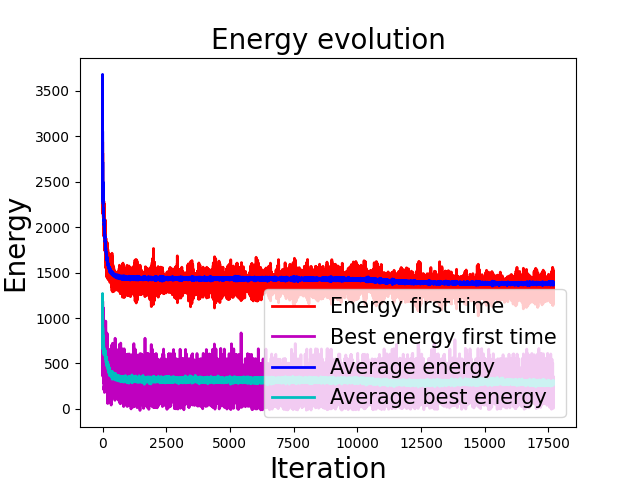 Energy evolution
Energy
3500
3000
2500
2000
1500
1000
500
0
Energy first time
Best energy first time
Average energy
Average best energy
0 2500 5000 7500 10000 12500 15000 17500
Iteration